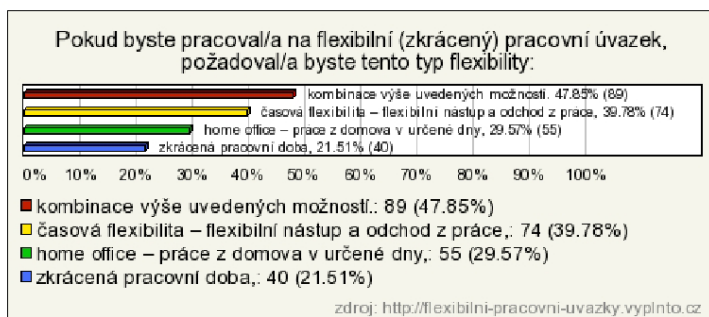 Pokud byste pracoval/a na flexibilní (zkrácený) pracovní úvazek,
požadoval/a byste tento typ flexibility:
kombinace výše uvedených možností. 47.85% (89)
časová flexibilita – flexibilní nástup a odchod z práce, 39.78% (74)
home office – práce z domova v určené dny, 29.57% (55)
zkrácená pracovní doba, 21.51% (40)
0% 10% 20% 30% 40% 50% 60% 70% 80% 90% 100%
kombinace výše uvedených možností.: 89 (47.85%)
časová flexibilita – flexibilní nástup a odchod z práce,: 74 (39.78%)
home office – práce z domova v určené dny,: 55 (29.57%)
zkrácená pracovní doba,: 40 (21.51%)
zdroj: http://flexibilni-pracovni-uvazky.vyplnto.cz